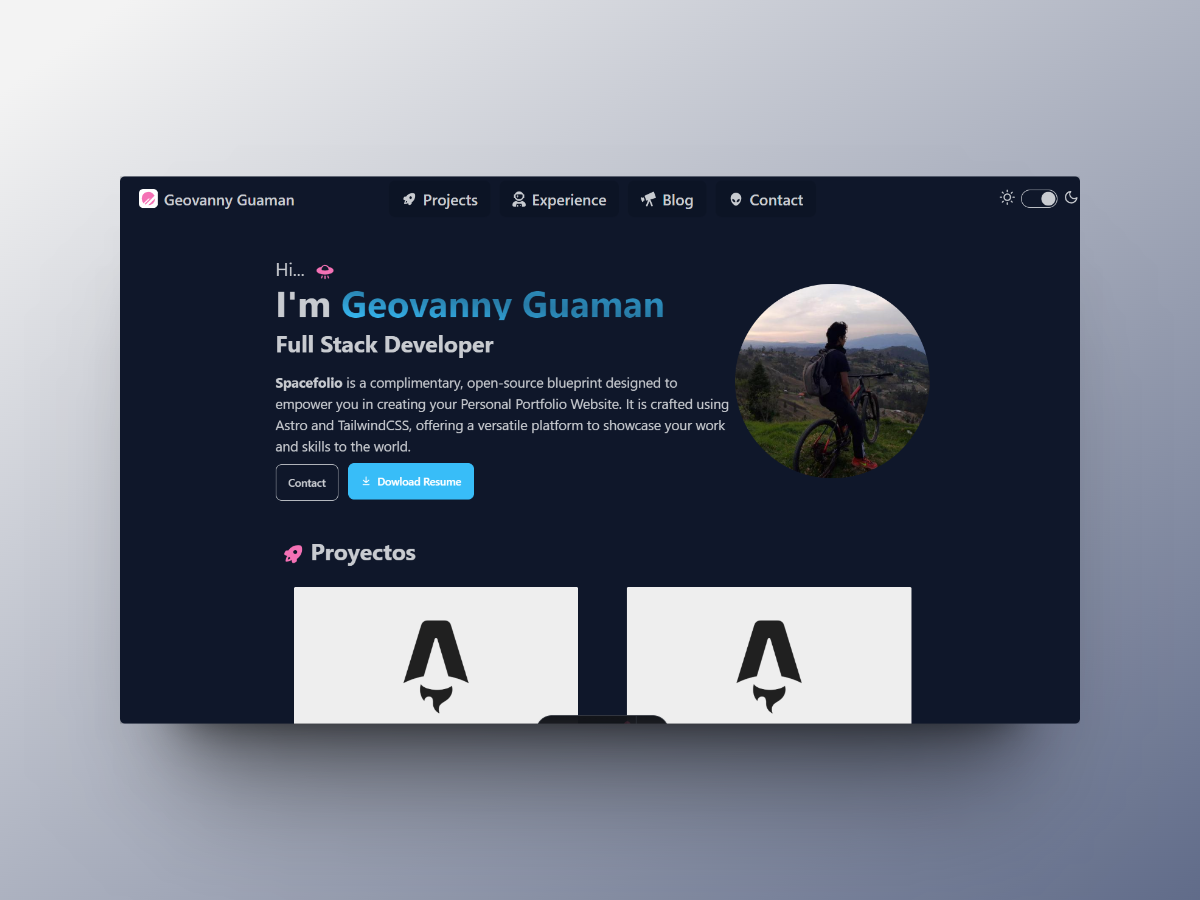 Geovanny Guaman
Projects
Experience
Blog
Contact
Hi...
I'm Geovanny Guaman
Full Stack Developer
Spacefolio is a complimentary, open-source blueprint designed to
empower you in creating your Personal Portfolio Website. It is crafted using
Astro and TailwindCSS, offering a versatile platform to showcase your work
and skills to the world.
Contact
Dowload Resume
Proyectos